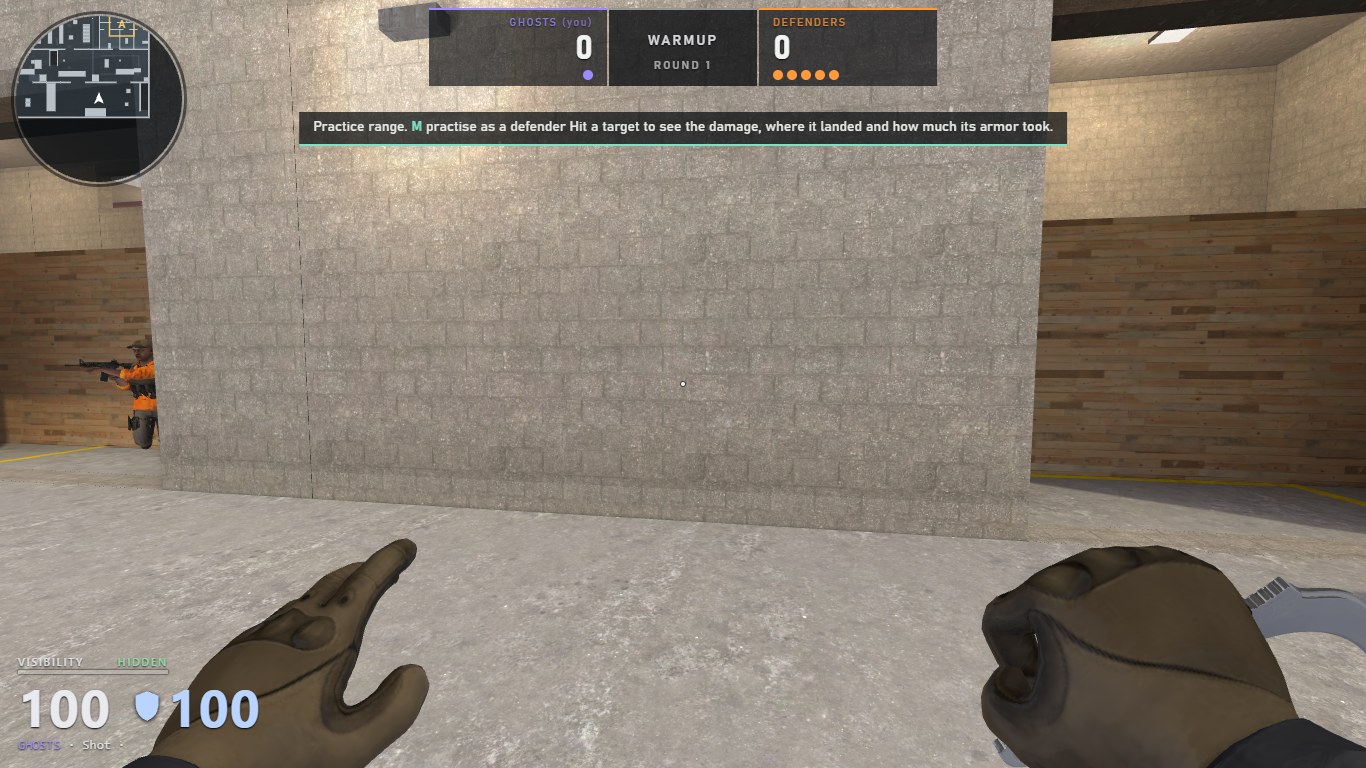 A
GHOSTS (you)
0
WARMUP
ROUND 1
DEFENDERS
0
Practice range. M practise as a defender Hit a target to see the damage, where it landed and how much its armor took.
VISIBILITY HIDDEN
100 100
GHOSTS · Shot ·